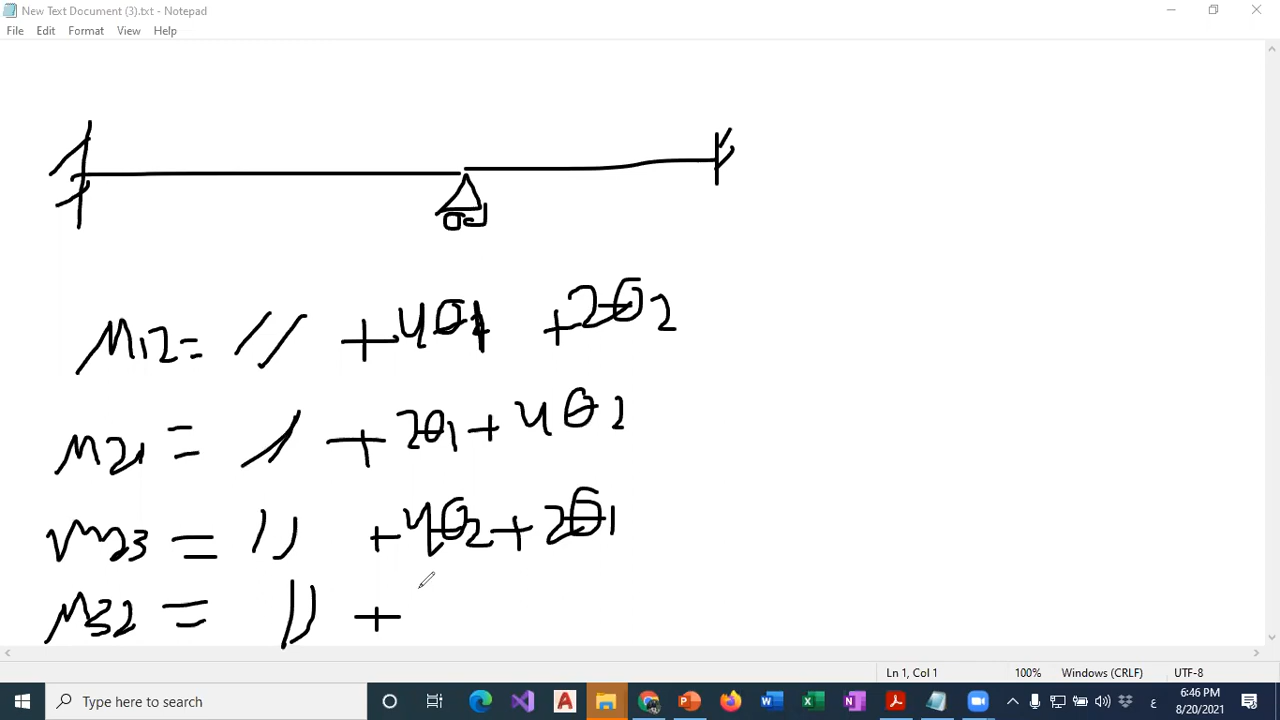 New Text Document (3).txt - Notepad
File Edit Format View Help
M12 = // + 4θ1 + 2θ2
M21 = / + 2θ1 + 4θ2
M23 = // + 4θ2 + 2θ1
M32 = // +
Ln 1, Col 1 100% Windows (CRLF) UTF-8
Type here to search
ع 6:46 PM
8/20/2021